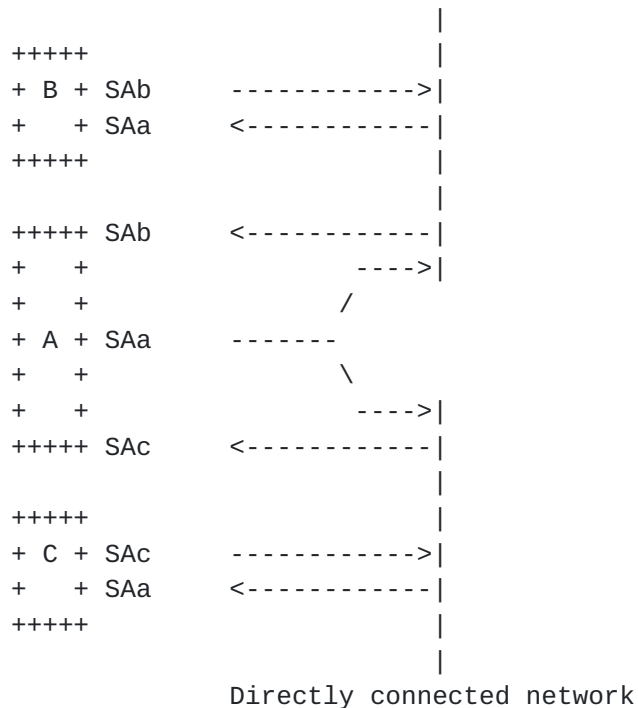 |
+++++                              |
+ B + SAb         ------------>|
+   + SAa         <------------|
+++++                              |
                                   |
+++++ SAb         <------------|
+   +                       ---->|
+   +                      /
+ A + SAa         -------
+   +                      \
+   +                       ---->|
+++++ SAc         <------------|
                                   |
+++++                              |
+ C + SAc         ------------>|
+   + SAa         <------------|
+++++                              |
                                   |
Directly connected network